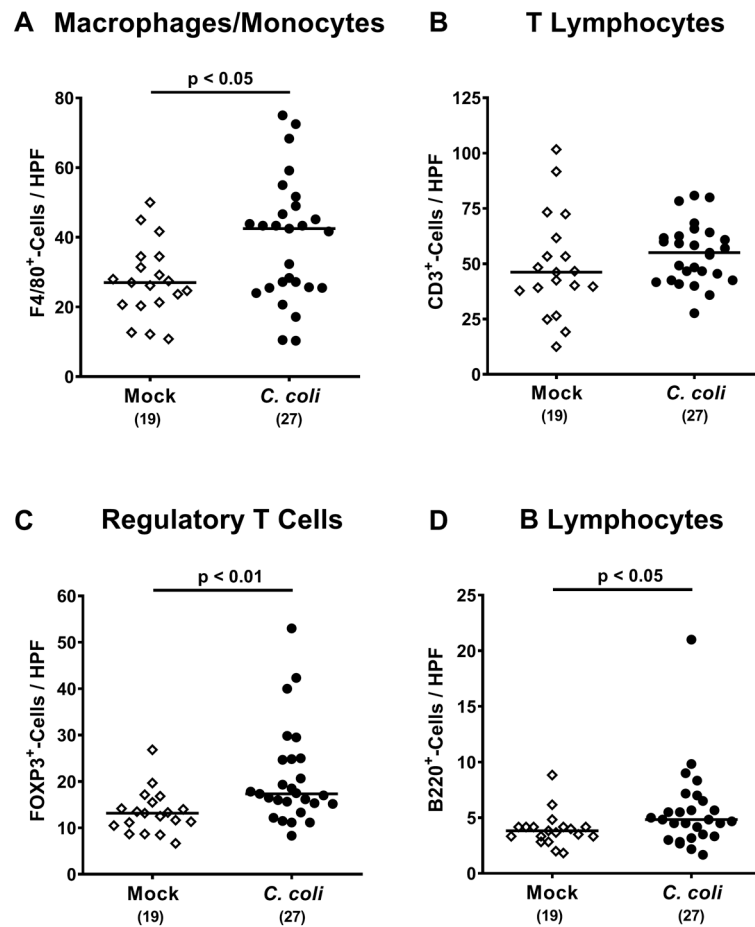 A Macrophages/Monocytes
p < 0.05
F4/80+-Cells / HPF
80
60
40
20
0
Mock
(19)
C. coli
(27)
B T Lymphocytes
CD3+-Cells / HPF
125
100
75
50
25
0
Mock
(19)
C. coli
(27)
C Regulatory T Cells
p < 0.01
FOXP3+-Cells / HPF
60
50
40
30
20
10
0
Mock
(19)
C. coli
(27)
D B Lymphocytes
p < 0.05
B220+-Cells / HPF
25
20
15
10
5
0
Mock
(19)
C. coli
(27)